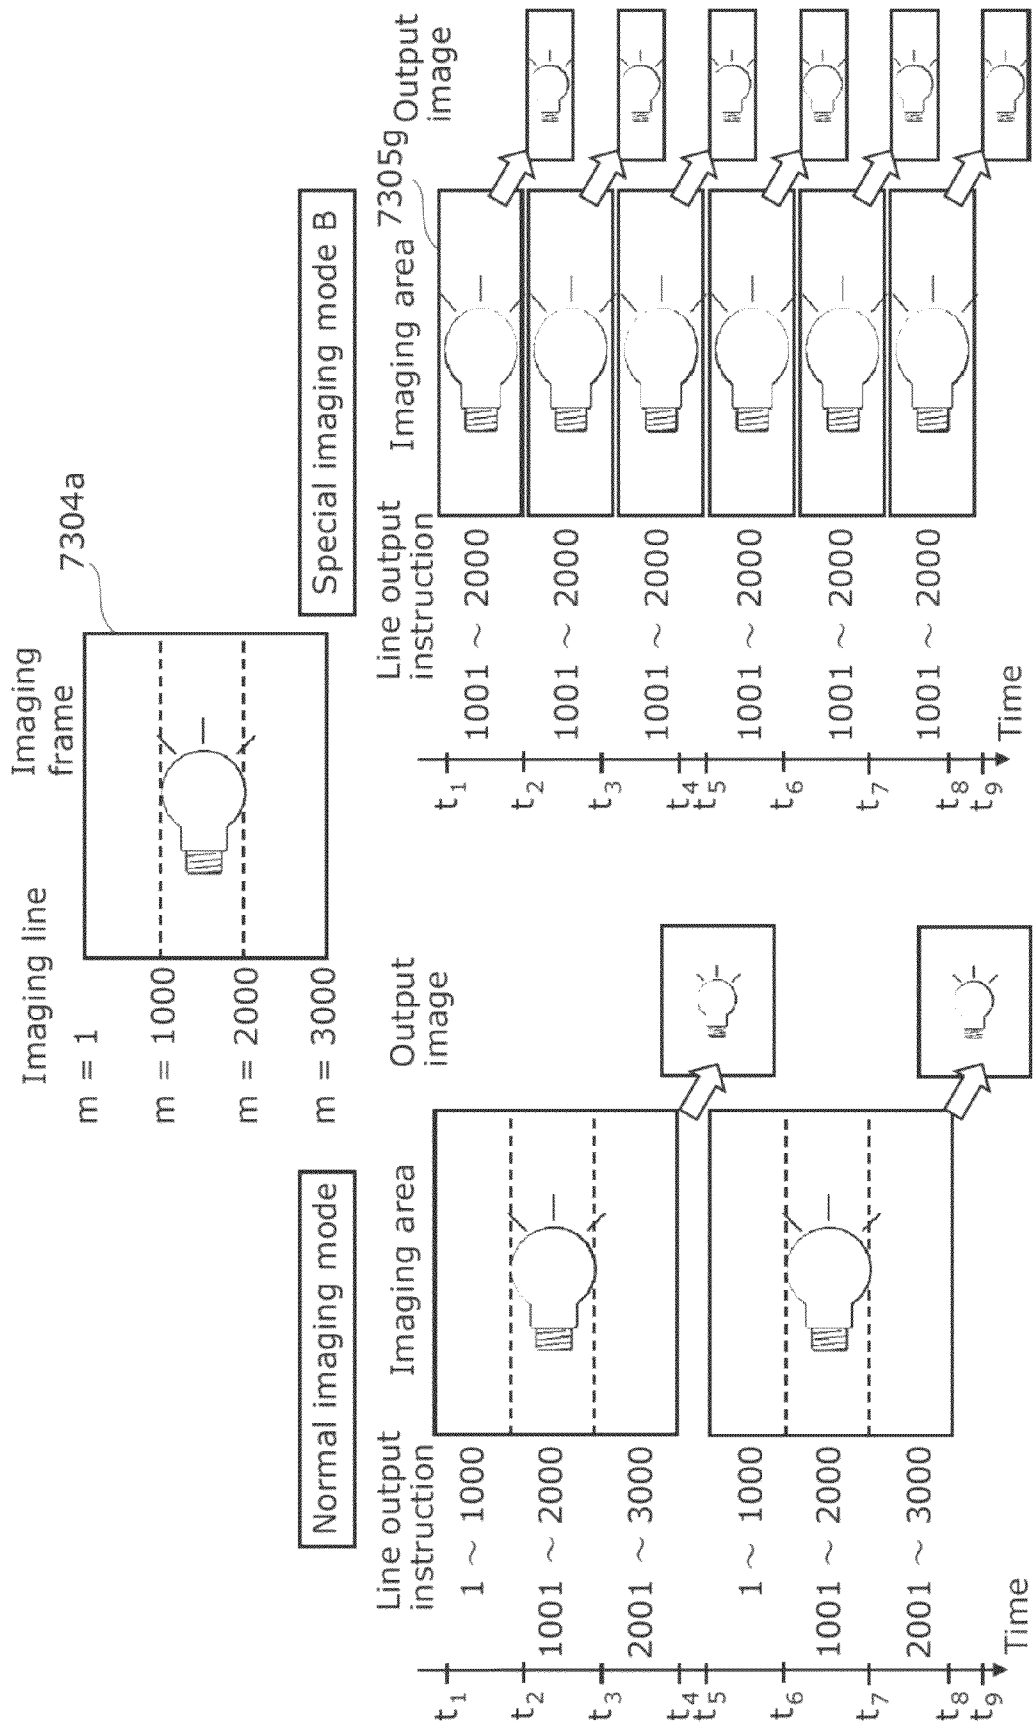 Imaging line
Imaging
frame
m = 1
m = 1000
m = 2000
m = 3000
7304a
Normal imaging mode
Line output
instruction
Imaging area
Output
image
t1
t2
t3
t4
t5
t6
t7
t8
t9
Time
1 ~ 1000
1001 ~ 2000
2001 ~ 3000
1 ~ 1000
1001 ~ 2000
2001 ~ 3000
Special imaging mode B
Line output
instruction
Imaging area
7305g
Output
image
t1
t2
t3
t4
t5
t6
t7
t8
t9
Time
1001 ~ 2000
1001 ~ 2000
1001 ~ 2000
1001 ~ 2000
1001 ~ 2000
1001 ~ 2000